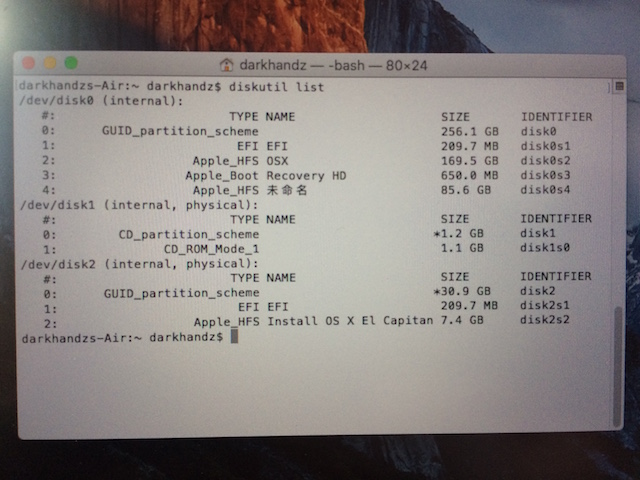 darkhandz — -bash — 80×24
darkhandzs-Air:~ darkhandz$ diskutil list
/dev/disk0 (internal):
#: TYPE NAME SIZE IDENTIFIER
0: GUID_partition_scheme 256.1 GB disk0
1: EFI EFI 209.7 MB disk0s1
2: Apple_HFS OSX 169.5 GB disk0s2
3: Apple_Boot Recovery HD 650.0 MB disk0s3
4: Apple_HFS 未命名 85.6 GB disk0s4
/dev/disk1 (internal, physical):
#: TYPE NAME SIZE IDENTIFIER
0: CD_partition_scheme *1.2 GB disk1
1: CD_ROM_Mode_1 1.1 GB disk1s0
/dev/disk2 (internal, physical):
#: TYPE NAME SIZE IDENTIFIER
0: GUID_partition_scheme *30.9 GB disk2
1: EFI EFI 209.7 MB disk2s1
2: Apple_HFS Install OS X El Capitan 7.4 GB disk2s2
darkhandzs-Air:~ darkhandz$